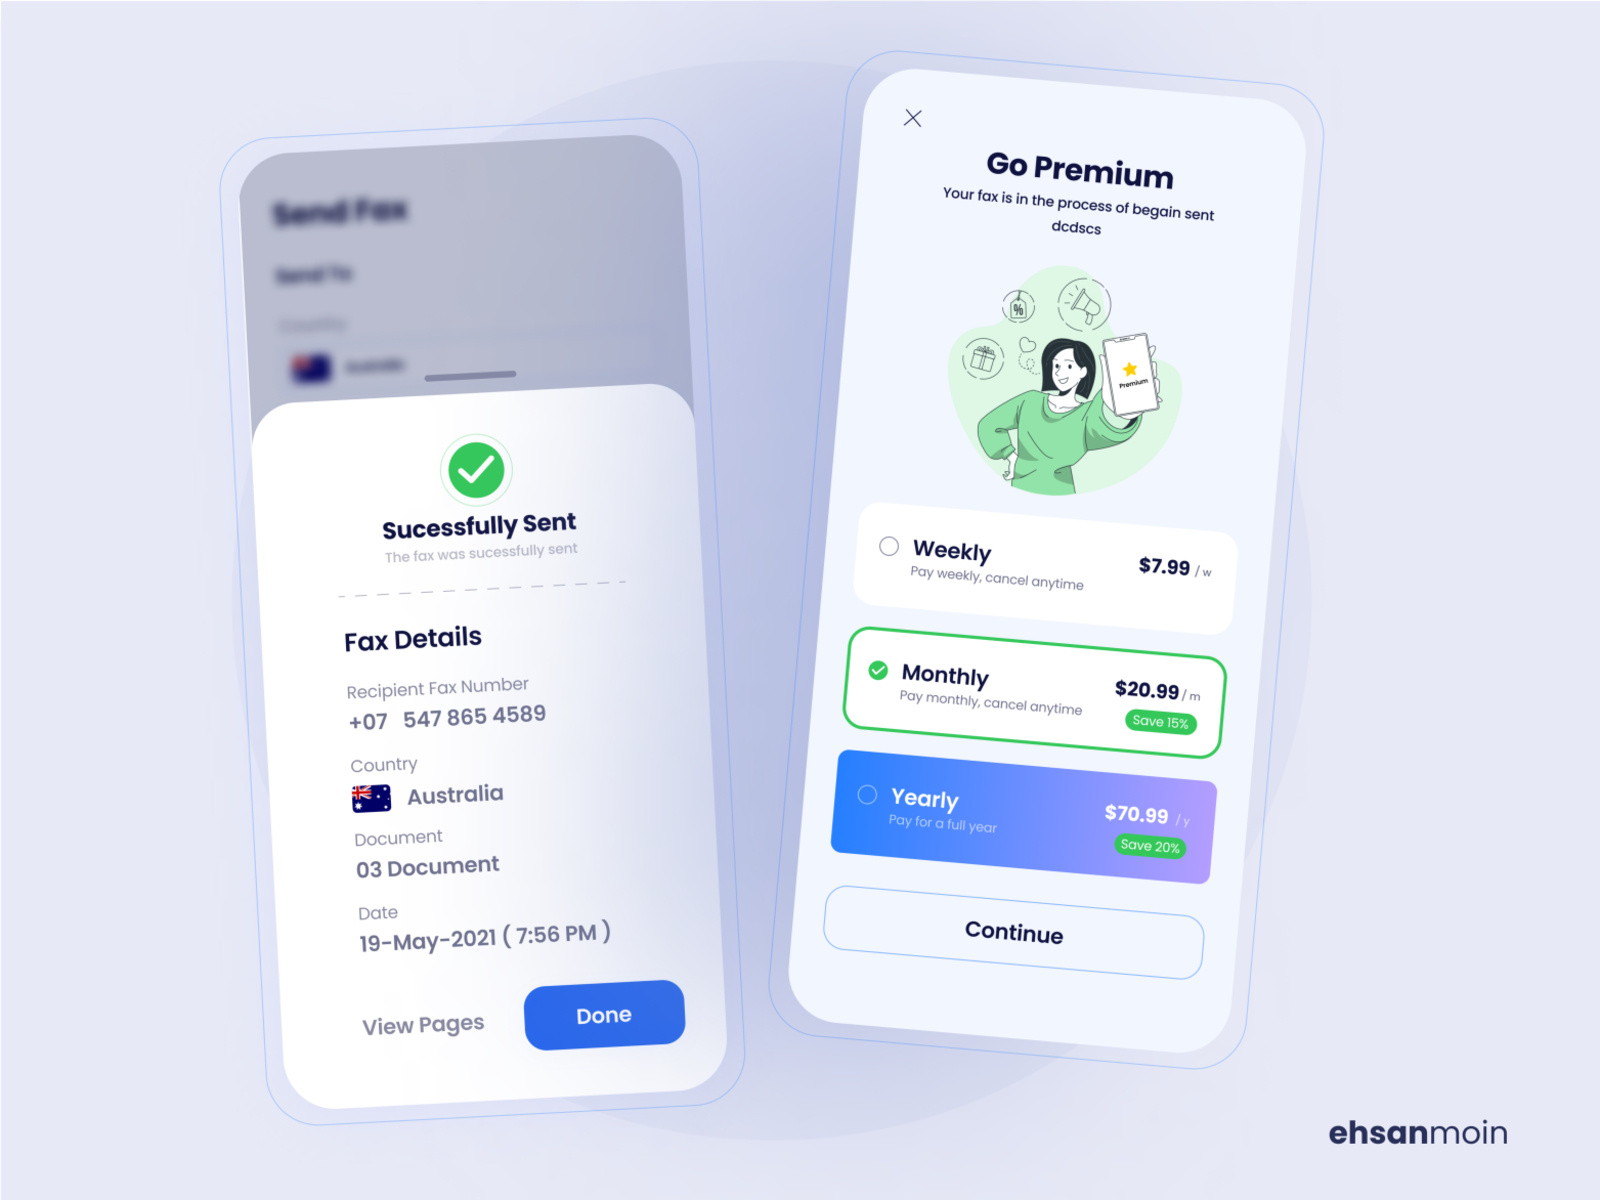 Send Fax
Send To
Country
Australia
Sucessfully Sent
The fax was sucessfully sent
Fax Details
Recipient Fax Number
+07 547 865 4589
Country
Australia
Document
03 Document
Date
19-May-2021 ( 7:56 PM )
View Pages
Done
Go Premium
Your fax is in the process of begain sent
dcdscs
%
Premium
Weekly
$7.99 / w
Pay weekly, cancel anytime
Monthly
$20.99 / m
Pay monthly, cancel anytime
Save 15%
Yearly
$70.99 / y
Pay for a full year
Save 20%
Continue
ehsanmoin